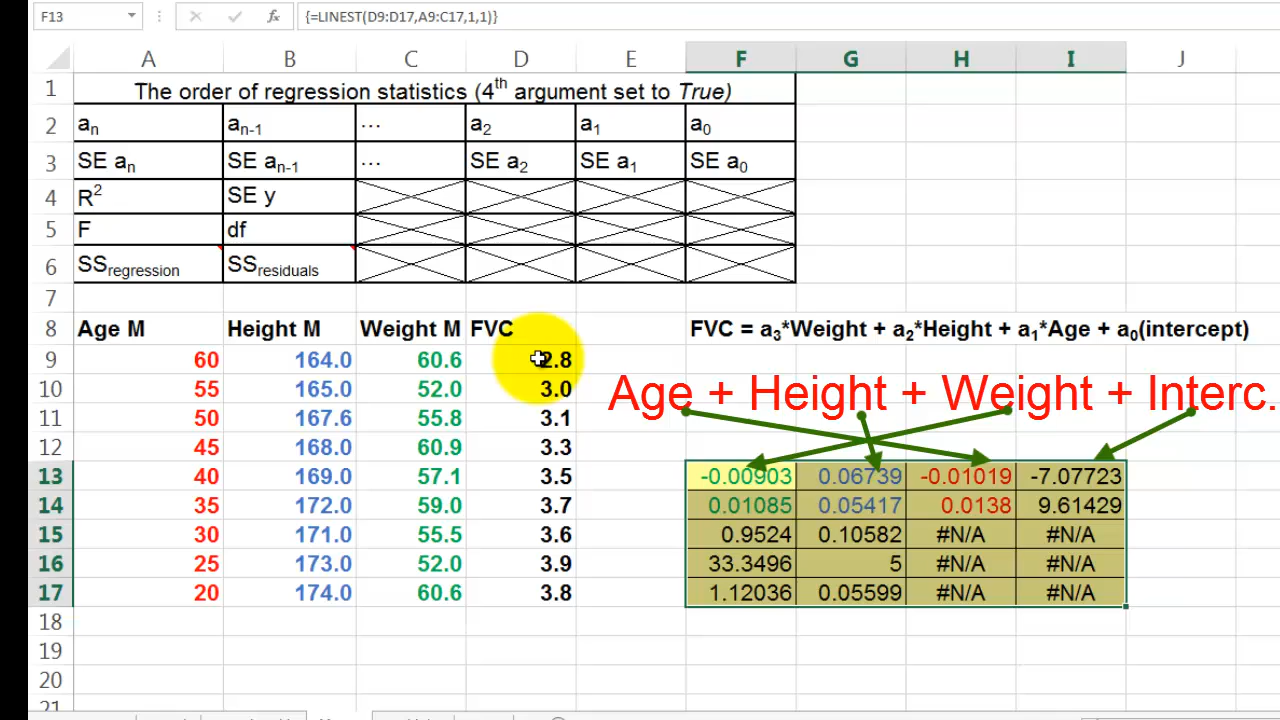 F13 fx {=LINEST(D9:D17,A9:C17,1,1)}
A B C D E F G H I J
1 The order of regression statistics (4th argument set to True)
2 an an-1 … a2 a1 a0
3 SE an SE an-1 … SE a2 SE a1 SE a0
4 R2 SE y
5 F df
6 SSregression SSresiduals
7
8 Age M Height M Weight M FVC FVC = a3*Weight + a2*Height + a1*Age + a0(intercept)
9 60 164.0 60.6 2.8
10 55 165.0 52.0 3.0
Age + Height + Weight + Interc.
11 50 167.6 55.8 3.1
12 45 168.0 60.9 3.3
13 40 169.0 57.1 3.5 -0.00903 0.06739 -0.01019 -7.07723
14 35 172.0 59.0 3.7 0.01085 0.05417 0.0138 9.61429
15 30 171.0 55.5 3.6 0.9524 0.10582 #N/A #N/A
16 25 173.0 52.0 3.9 33.3496 5 #N/A #N/A
17 20 174.0 60.6 3.8 1.12036 0.05599 #N/A #N/A
18
19
20
21